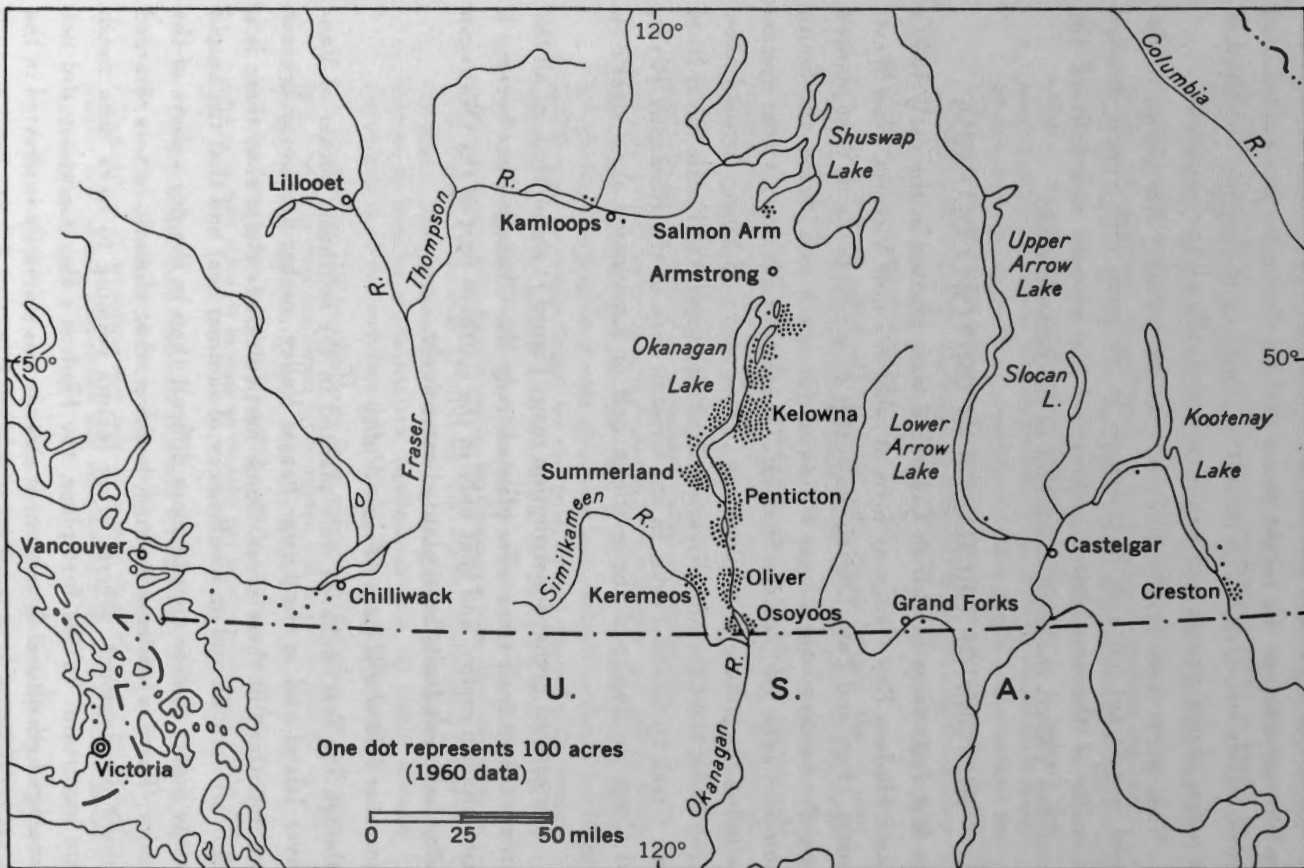 120°
Columbia
R.
Shuswap
Lake
Lillooet
R.
Kamloops
Salmon Arm
Thompson
R.
Armstrong
Upper
Arrow
Lake
50°
Okanagan
Lake
Slocan
L.
50°
Kelowna
Fraser
Lower
Arrow
Lake
Kootenay
Lake
Summerland
Penticton
Similkameen
R.
Vancouver
Castelgar
Chilliwack
Keremeos
Oliver
Creston
Osoyoos
Grand Forks
U. S. A.
R.
Okanagan
One dot represents 100 acres
(1960 data)
Victoria
0 25 50 miles
120°